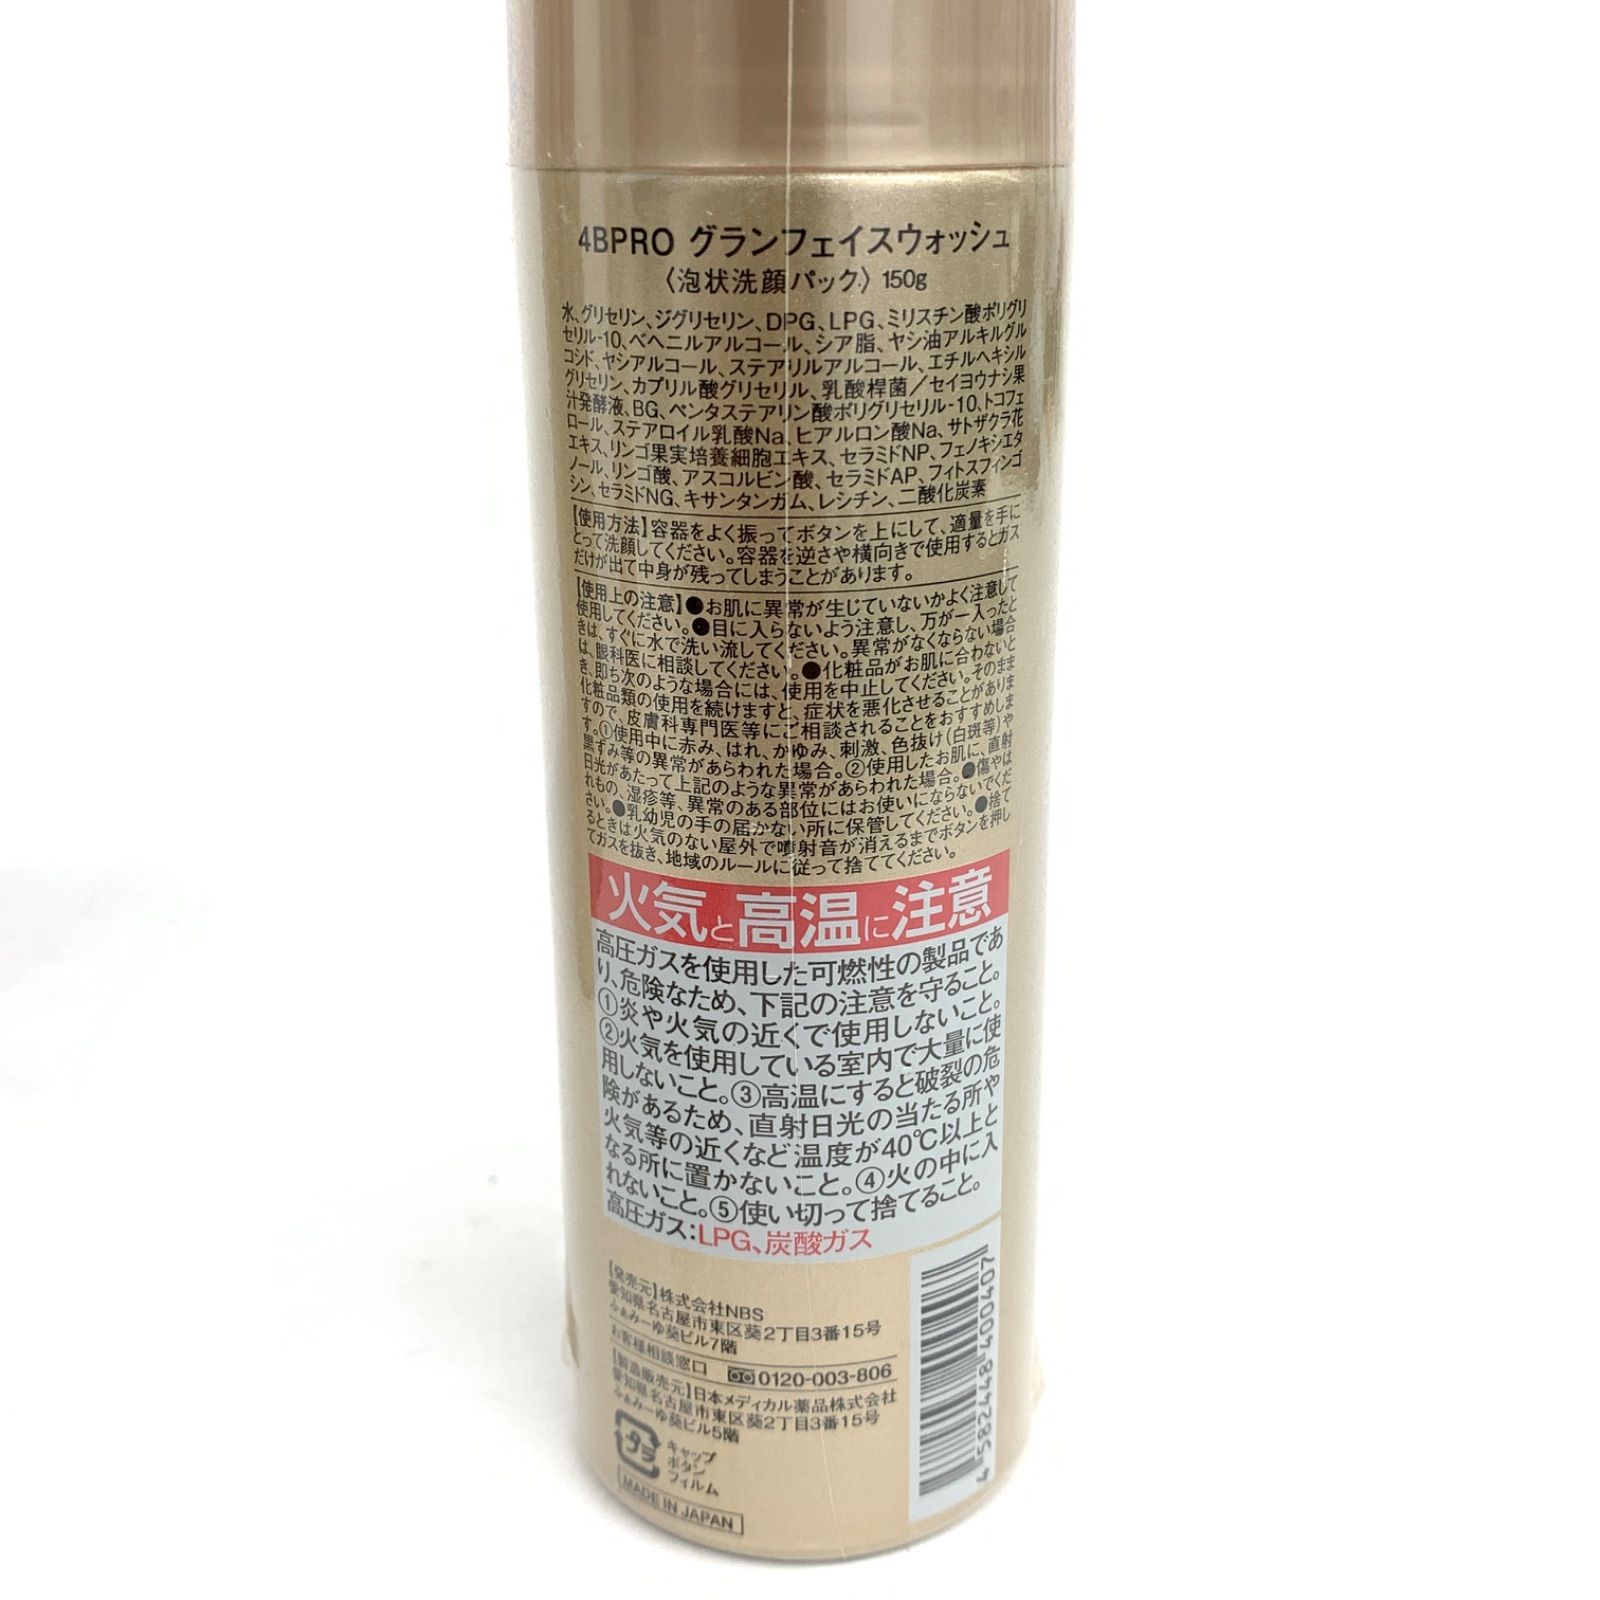 4BPRO グランフェイスウォッシュ
〈泡状洗顔パック〉150g
水、グリセリン、ジグリセリン、DPG、LPG、ミリスチン酸ポリグリ
セリル-10、ベヘニルアルコール、シア脂、ヤシ油アルキルグル
コシド、ヤシアルコール、ステアリルアルコール、エチルヘキシル
グリセリン、カプリル酸グリセリル、乳酸桿菌／セイヨウナシ果
汁発酵液、BG、ペンタステアリン酸ポリグリセリル-10、トコフェ
ロール、ステアロイル乳酸Na、ヒアルロン酸Na、サトザクラ花
エキス、リンゴ果実培養細胞エキス、セラミドNP、フェノキシエタ
ノール、リンゴ酸、アスコルビン酸、セラミドAP、フィトスフィンゴ
シン、セラミドNG、キサンタンガム、レシチン、二酸化炭素
【使用方法】容器をよく振ってボタンを上にして、適量を手に
とって洗顔してください。容器を逆さや横向きで使用するとガス
だけが出て中身が残ってしまうことがあります。
【使用上の注意】●お肌に異常が生じていないかよく注意して
使用してください。●目に入らないよう注意し、万が一入ったと
きは、すぐに水で洗い流してください。異常がなくならない場合
は、眼科医に相談してください。●化粧品がお肌に合わないと
き、即ち次のような場合には、使用を中止してください。そのまま
化粧品類の使用を続けますと、症状を悪化させることがありま
すので、皮膚科専門医等にご相談されることをおすすめしま
す。①使用中に赤み、はれ、かゆみ、刺激、色抜け（白斑等）や
黒ずみ等の異常があらわれた場合。②使用したお肌に、直射
日光があたって上記のような異常があらわれた場合。●傷やは
れもの、湿疹等、異常のある部位にはお使いにならないでくだ
さい。●乳幼児の手の届かない所に保管してください。●捨て
るときは火気のない屋外で噴射音が消えるまでボタンを押し
てガスを抜き、地域のルールに従って捨ててください。
火気と高温に注意
高圧ガスを使用した可燃性の製品であ
り、危険なため、下記の注意を守ること。
①炎や火気の近くで使用しないこと。
②火気を使用している室内で大量に使
用しないこと。③高温にすると破裂の危
険があるため、直射日光の当たる所や
火気等の近くなど温度が40℃以上と
なる所に置かないこと。④火の中に入
れないこと。⑤使い切って捨てること。
高圧ガス：LPG、炭酸ガス
【発売元】株式会社NBS
愛知県名古屋市東区葵2丁目3番15号
ふぁみーゆ葵ビル7階
お客様相談窓口 0120-003-806
【製造販売元】日本メディカル薬品株式会社
愛知県名古屋市東区葵2丁目3番15号
ふぁみーゆ葵ビル5階
プラ
キャップ
ボタン
フィルム
MADE IN JAPAN
4582448400407